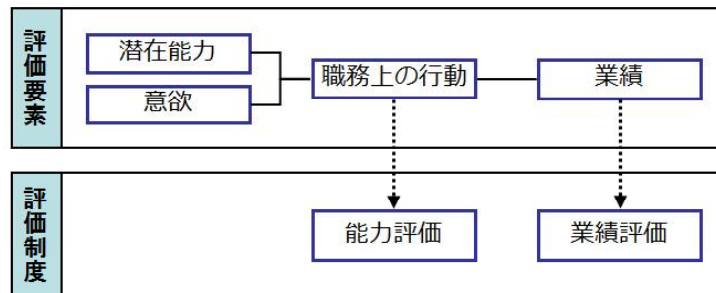 評価要素
潜在能力
意欲
職務上の行動
業績
評価制度
能力評価
業績評価